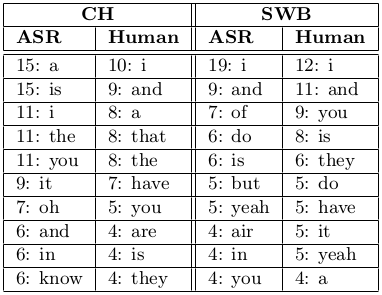 CH SWB
ASR Human ASR Human
15: a 10: i 19: i 12: i
15: is 9: and 9: and 11: and
11: i 8: a 7: of 9: you
11: the 8: that 6: do 8: is
11: you 8: the 6: is 6: they
9: it 7: have 5: but 5: do
7: oh 5: you 5: yeah 5: have
6: and 4: are 4: air 5: it
6: in 4: is 4: in 5: yeah
6: know 4: they 4: you 4: a